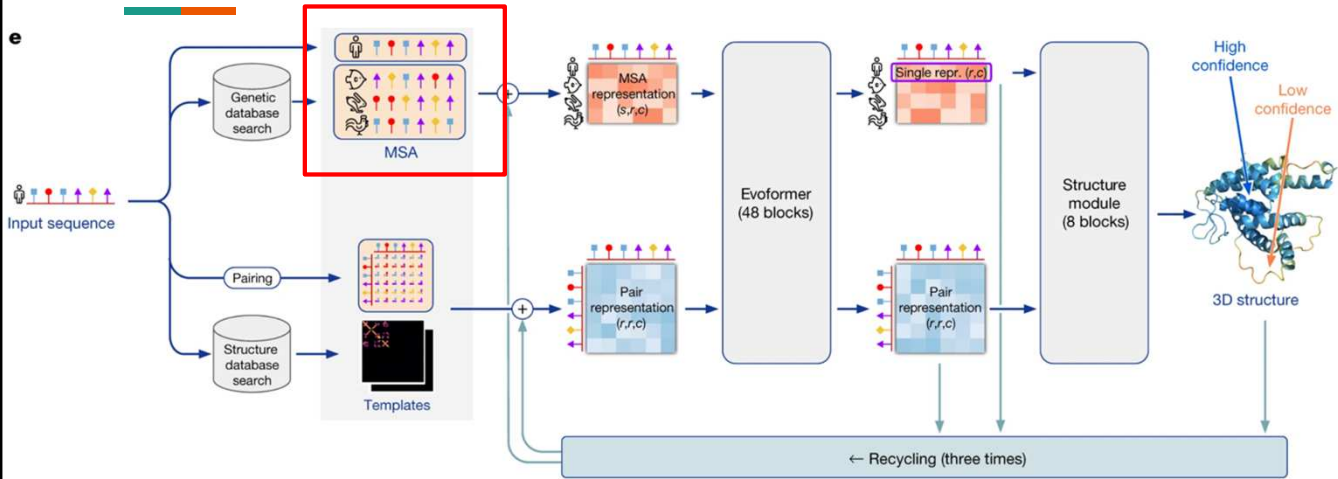 e
Input sequence
Genetic
database
search
MSA
Pairing
Structure
database
search
Templates
MSA
representation
(s,r,c)
Pair
representation
(r,r,c)
Evoformer
(48 blocks)
Single repr. (r,c)
Pair
representation
(r,r,c)
Structure
module
(8 blocks)
High
confidence
Low
confidence
3D structure
← Recycling (three times)